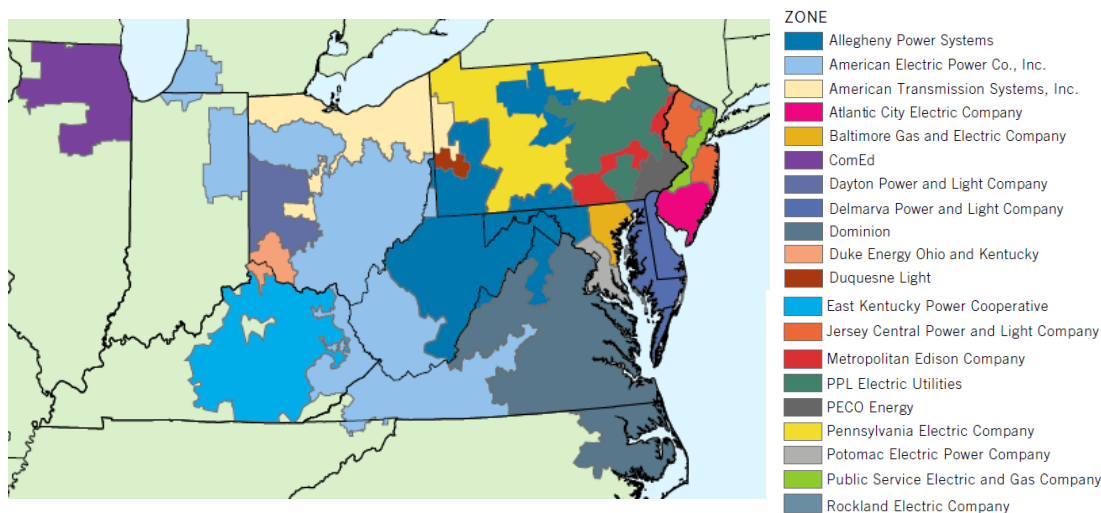 ZONE
Allegheny Power Systems
American Electric Power Co., Inc.
American Transmission Systems, Inc.
Atlantic City Electric Company
Baltimore Gas and Electric Company
ComEd
Dayton Power and Light Company
Delmarva Power and Light Company
Dominion
Duke Energy Ohio and Kentucky
Duquesne Light
East Kentucky Power Cooperative
Jersey Central Power and Light Company
Metropolitan Edison Company
PPL Electric Utilities
PECO Energy
Pennsylvania Electric Company
Potomac Electric Power Company
Public Service Electric and Gas Company
Rockland Electric Company